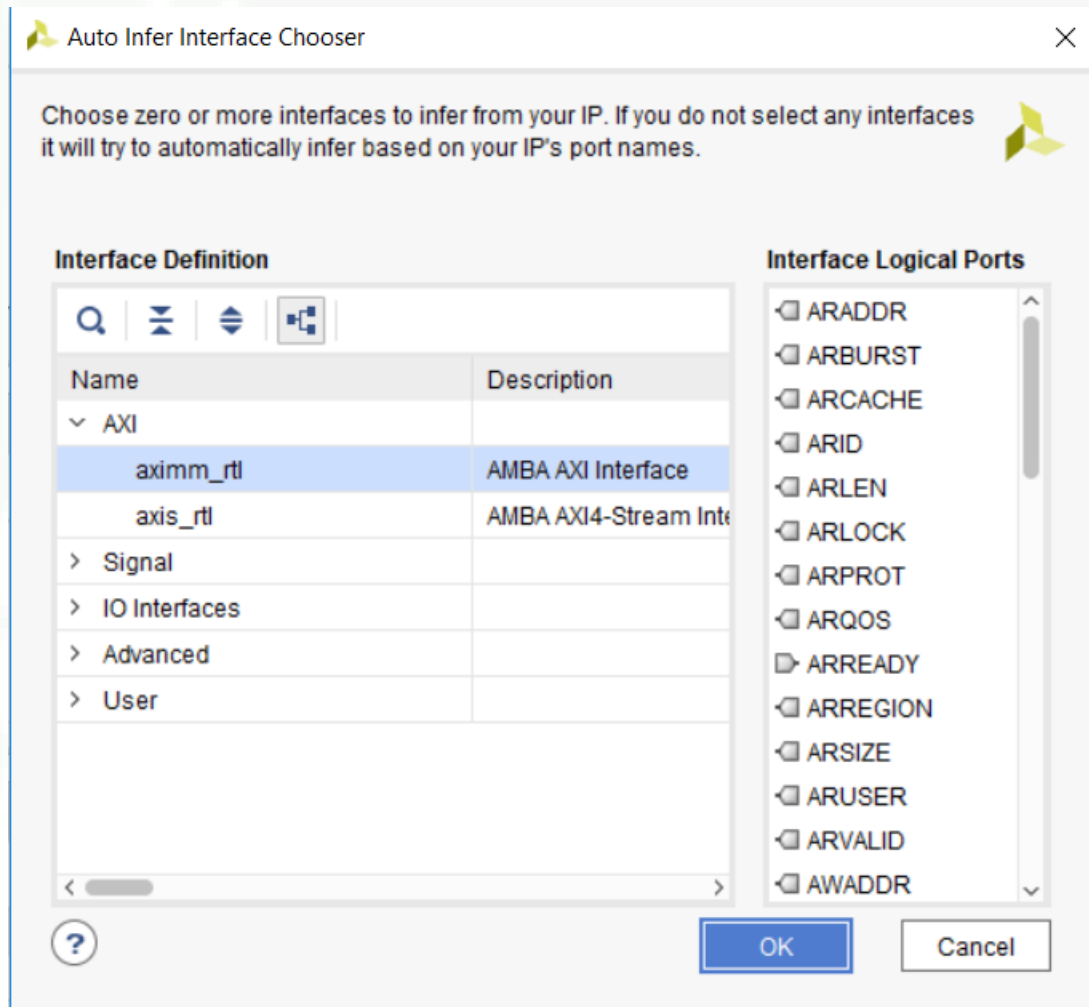 Auto Infer Interface Chooser
Choose zero or more interfaces to infer from your IP. If you do not select any interfaces
it will try to automatically infer based on your IP's port names.
Interface Definition
Name Description
AXI
aximm_rtl AMBA AXI Interface
axis_rtl AMBA AXI4-Stream Inte
Signal
IO Interfaces
Advanced
User
Interface Logical Ports
ARADDR
ARBURST
ARCACHE
ARID
ARLEN
ARLOCK
ARPROT
ARQOS
ARREADY
ARREGION
ARSIZE
ARUSER
ARVALID
AWADDR
?
OK Cancel